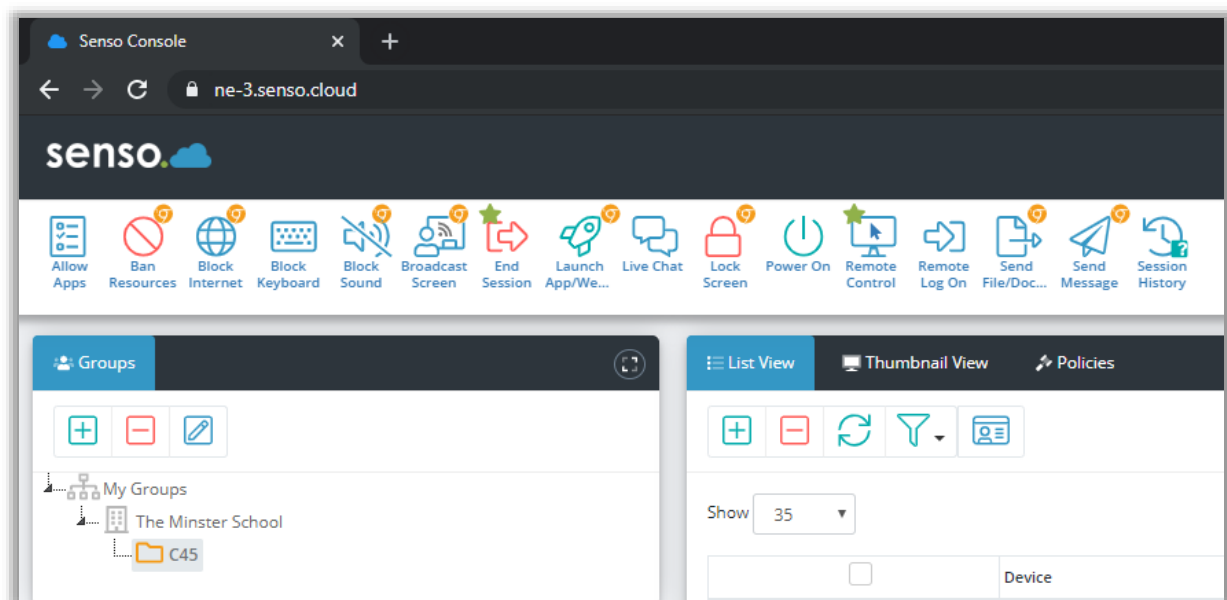 Senso Console
ne-3.senso.cloud
senso.
Allow Apps
Ban Resources
Block Internet
Block Keyboard
Block Sound
Broadcast Screen
End Session
Launch App/We...
Live Chat
Lock Screen
Power On
Remote Control
Remote Log On
Send File/Doc...
Send Message
Session History
Groups
List View
Thumbnail View
Policies
My Groups
The Minster School
C45
Show 35
Device